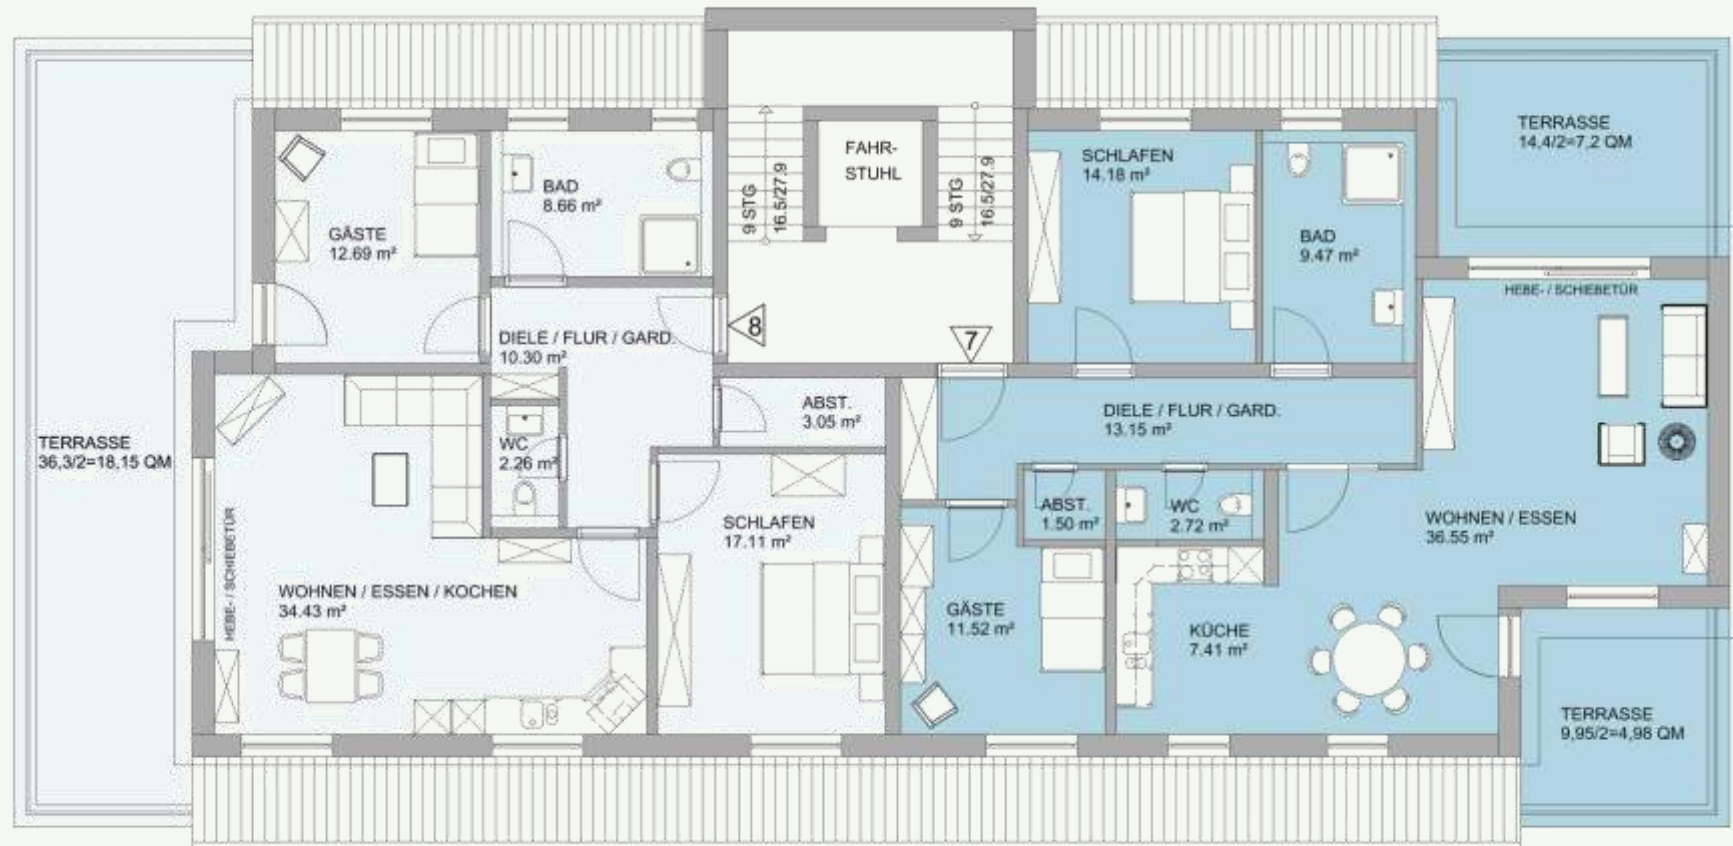 TERRASSE
36,3/2=18,15 QM
GÄSTE
12.69 m²
BAD
8.66 m²
DIELE / FLUR / GARD.
10.30 m²
8
WC
2.26 m²
ABST.
3.05 m²
SCHLAFEN
17.11 m²
HEBE- / SCHIEBETÜR
WOHNEN / ESSEN / KOCHEN
34.43 m²
9 STG
16.5/27.9
FAHR-
STUHL
9 STG
16.5/27.9
7
SCHLAFEN
14.18 m²
BAD
9.47 m²
TERRASSE
14,4/2=7,2 QM
HEBE- / SCHIEBETÜR
DIELE / FLUR / GARD.
13.15 m²
ABST.
1.50 m²
WC
2.72 m²
WOHNEN / ESSEN
36.55 m²
GÄSTE
11.52 m²
KÜCHE
7.41 m²
TERRASSE
9,95/2=4,98 QM